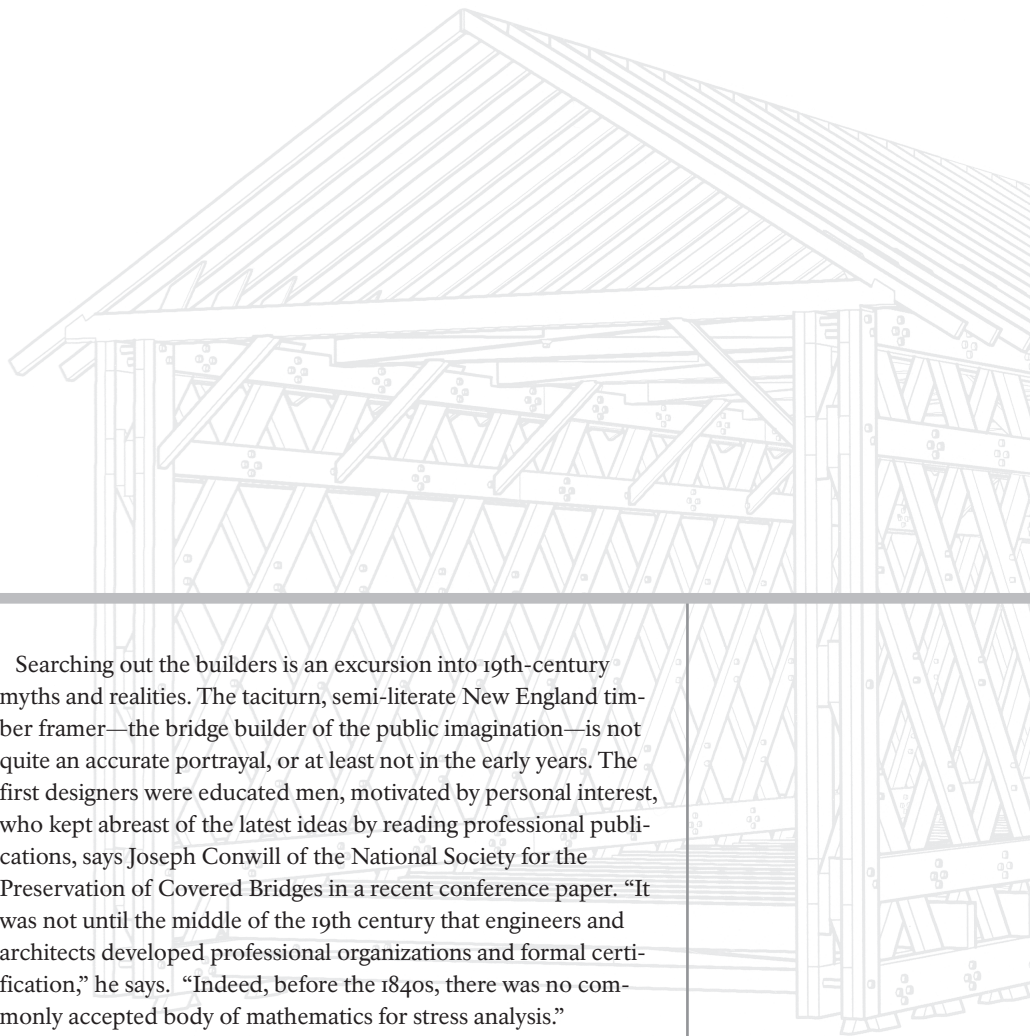 Searching out the builders is an excursion into 19th-century
myths and realities. The taciturn, semi-literate New England tim-
ber framer—the bridge builder of the public imagination—is not
quite an accurate portrayal, or at least not in the early years. The
first designers were educated men, motivated by personal interest,
who kept abreast of the latest ideas by reading professional publi-
cations, says Joseph Conwill of the National Society for the
Preservation of Covered Bridges in a recent conference paper. “It
was not until the middle of the 19th century that engineers and
architects developed professional organizations and formal certi-
fication,” he says.  “Indeed, before the 1840s, there was no com-
monly accepted body of mathematics for stress analysis.”